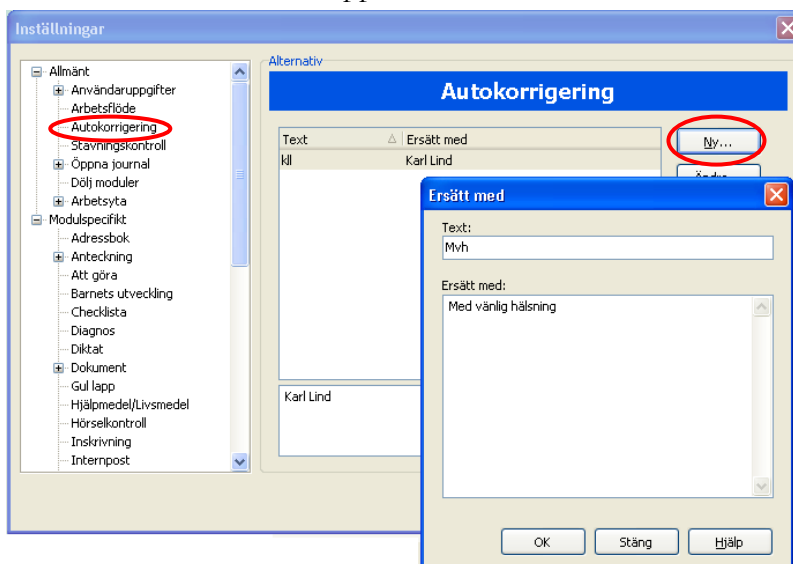 Inställningar
Allmänt
Användaruppgifter
Arbetsflöde
Autokorrigering
Stavningskontroll
Öppna journal
Dölj moduler
Arbetsyta
Modulspecifikt
Adressbok
Anteckning
Att göra
Barnets utveckling
Checklista
Diagnos
Diktat
Dokument
Gul lapp
Hjälpmedel/Livsmedel
Hörselkontroll
Inskrivning
Internpost
Alternativ
Autokorrigering
Text Ersätt med
kll Karl Lind
Karl Lind
Ny...
Ersätt med
Text:
Mvh
Ersätt med:
Med vänlig hälsning
OK Stäng Hjälp